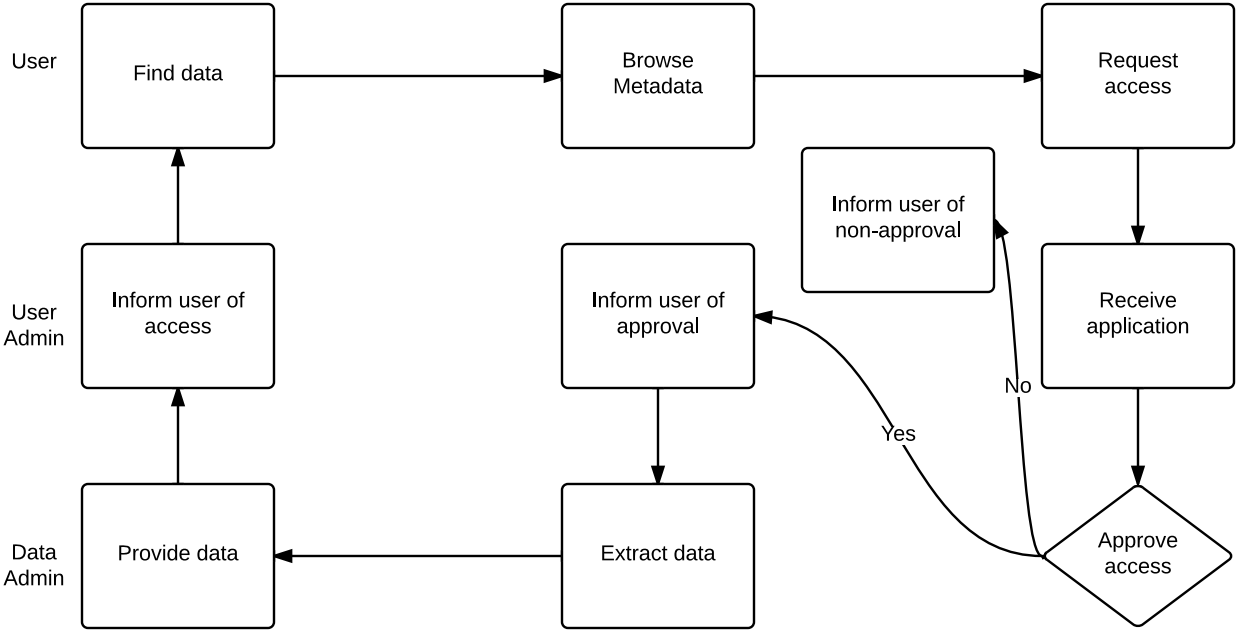 User
Find data
Browse
Metadata
Request
access
Inform user of
non-approval
User
Admin
Inform user of
access
Inform user of
approval
Receive
application
No
Yes
Data
Admin
Provide data
Extract data
Approve
access